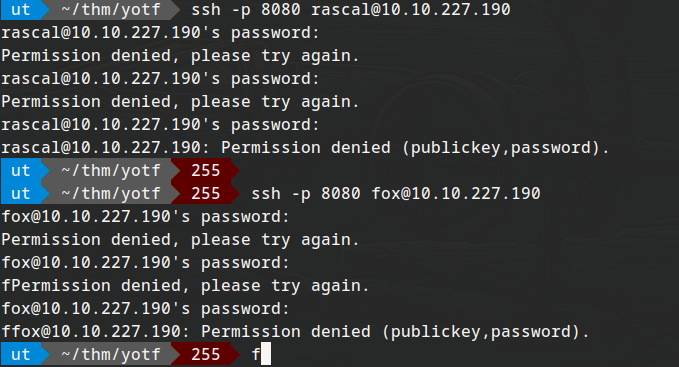 ut ~/thm/yotf ssh -p 8080 rascal@10.10.227.190
rascal@10.10.227.190's password:
Permission denied, please try again.
rascal@10.10.227.190's password:
Permission denied, please try again.
rascal@10.10.227.190's password:
rascal@10.10.227.190: Permission denied (publickey,password).
ut ~/thm/yotf 255
ut ~/thm/yotf 255 ssh -p 8080 fox@10.10.227.190
fox@10.10.227.190's password:
Permission denied, please try again.
fox@10.10.227.190's password:
fPermission denied, please try again.
fox@10.10.227.190's password:
ffox@10.10.227.190: Permission denied (publickey,password).
ut ~/thm/yotf 255 f